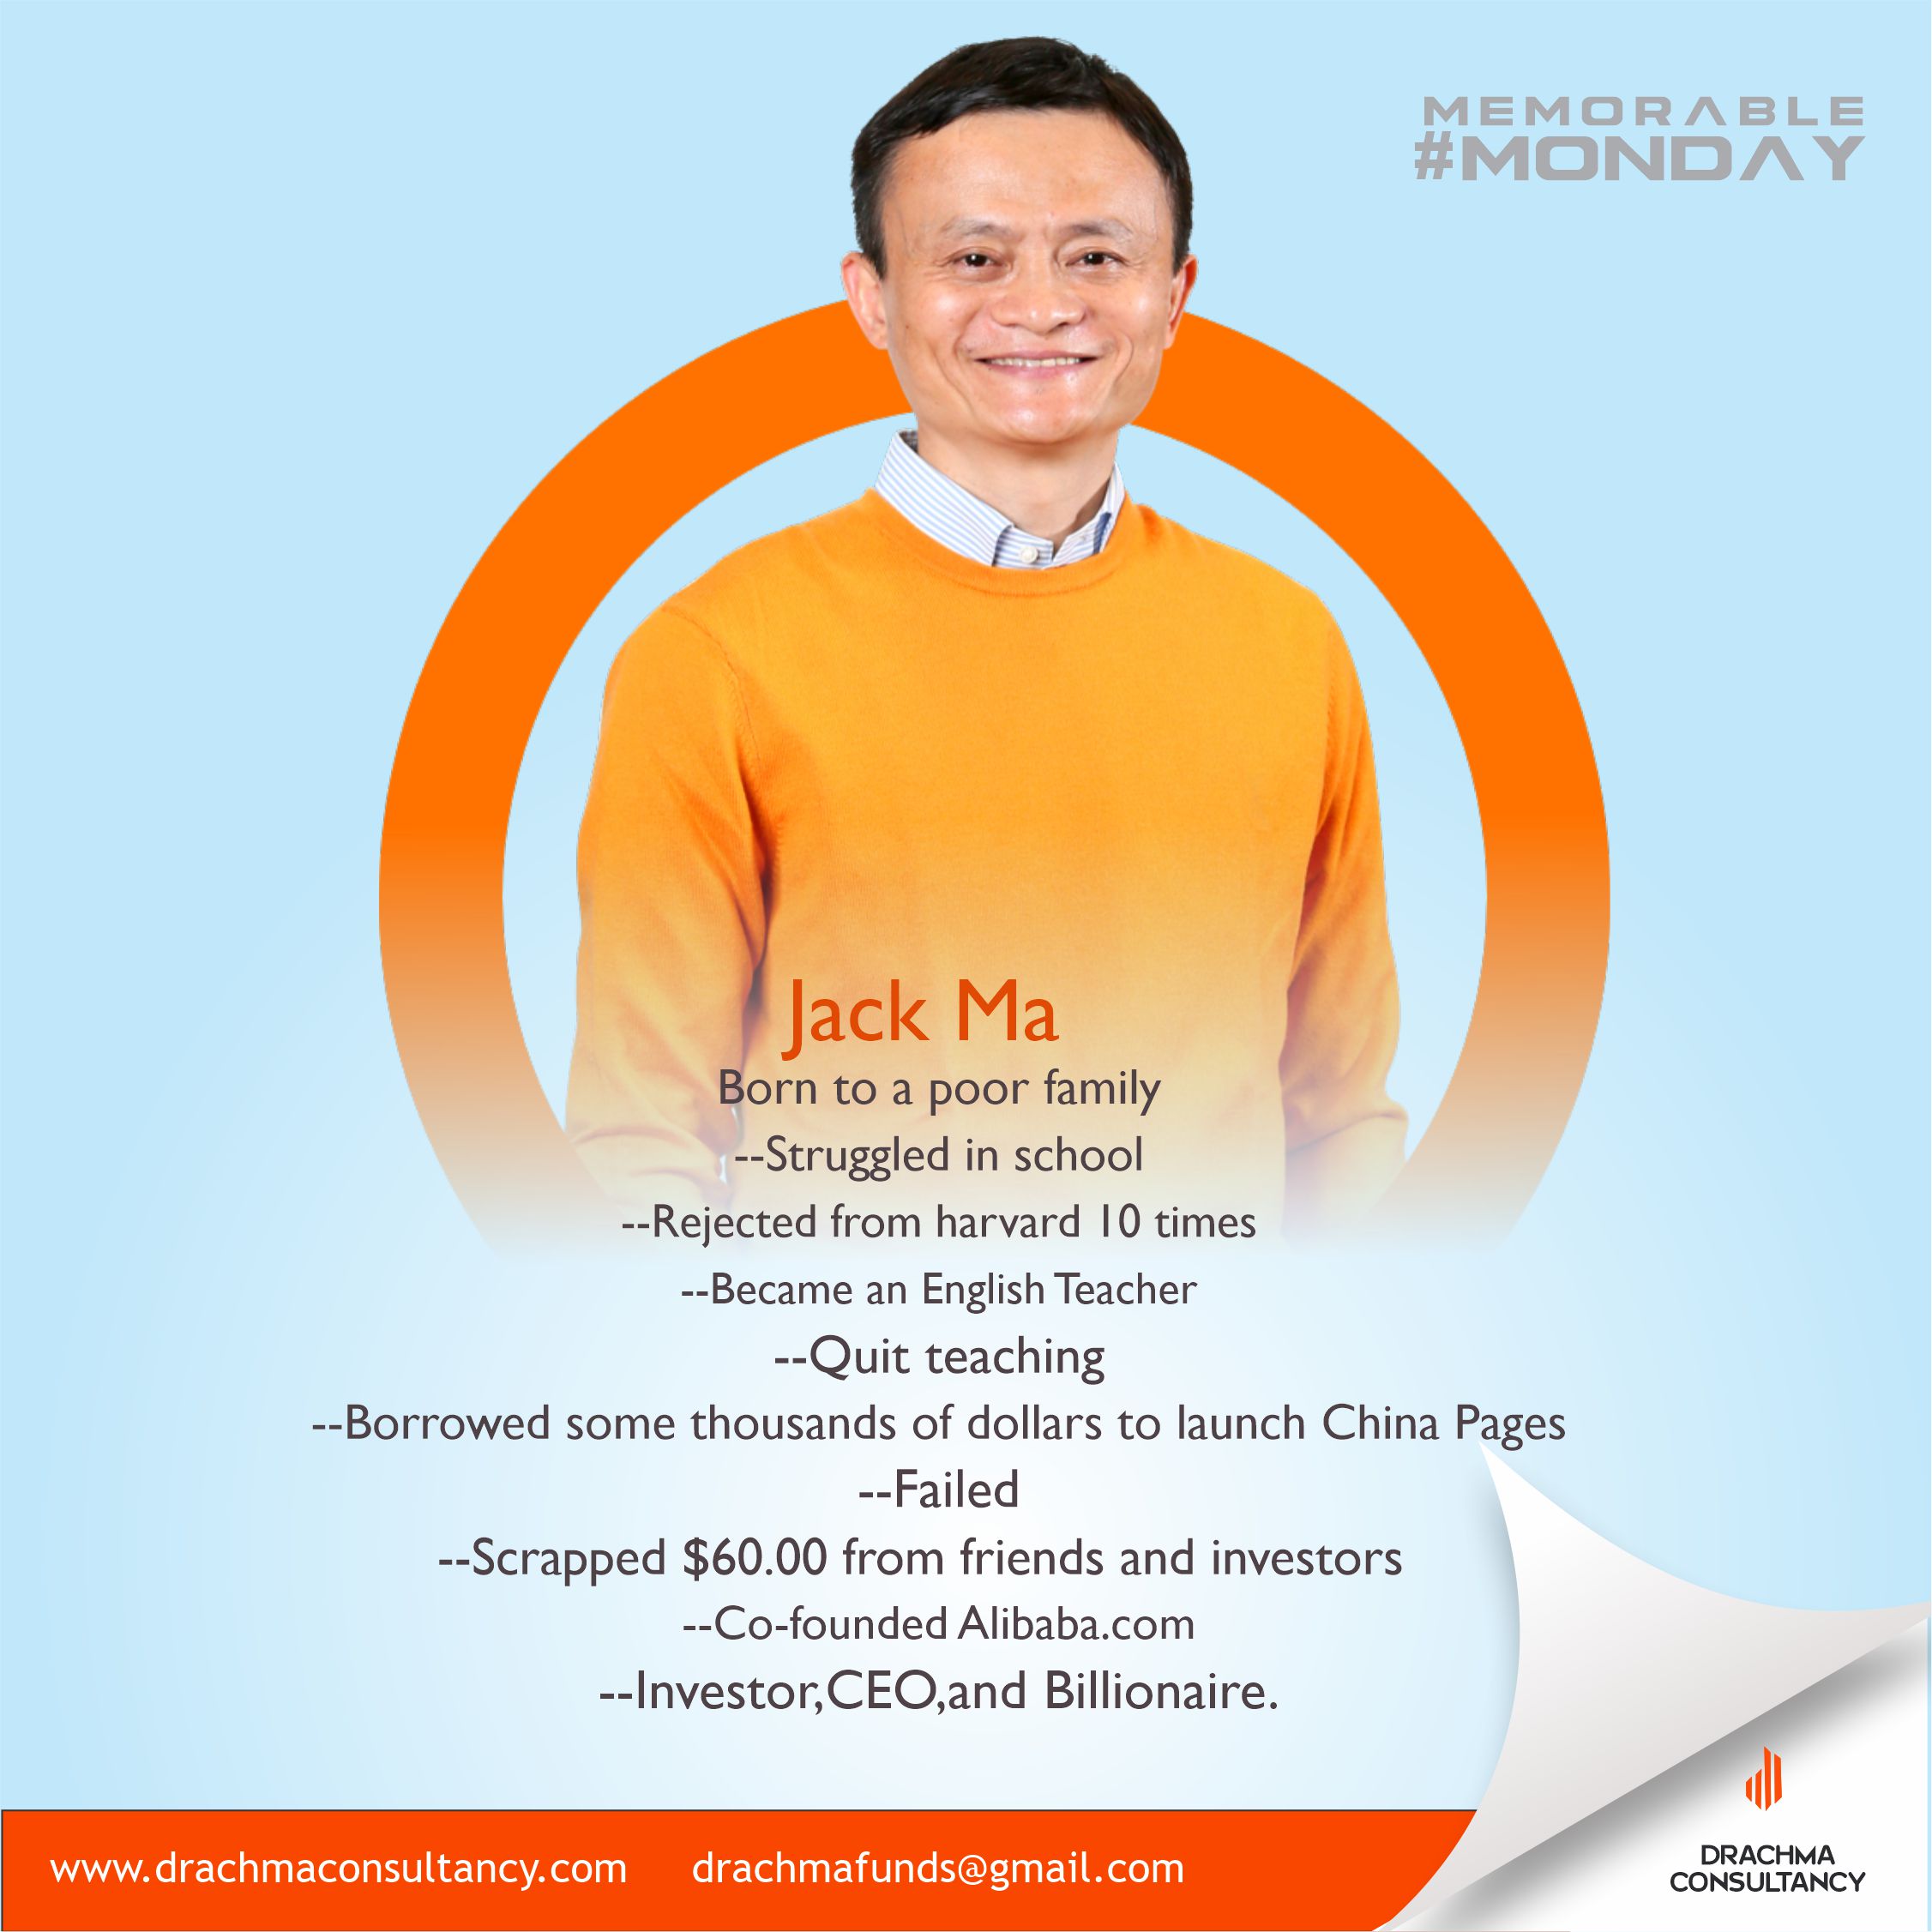 MEMORABLE
#MONDAY
Jack Ma
Born to a poor family
--Struggled in school
--Rejected from harvard 10 times
--Became an English Teacher
--Quit teaching
--Borrowed some thousands of dollars to launch China Pages
--Failed
--Scrapped $60.00 from friends and investors
--Co-founded Alibaba.com
--Investor,CEO,and Billionaire.
www.drachmaconsultancy.com drachmafunds@gmail.com
DRACHMA
CONSULTANCY